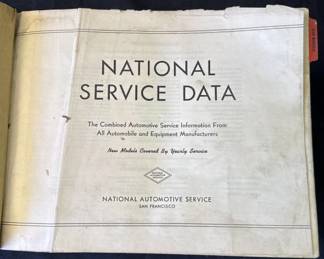 NATIONAL
SERVICE DATA
The Combined Automotive Service Information From
All Automobile and Equipment Manufacturers
New Models Covered By Yearly Service
NATIONAL AUTOMOTIVE SERVICE
SAN FRANCISCO